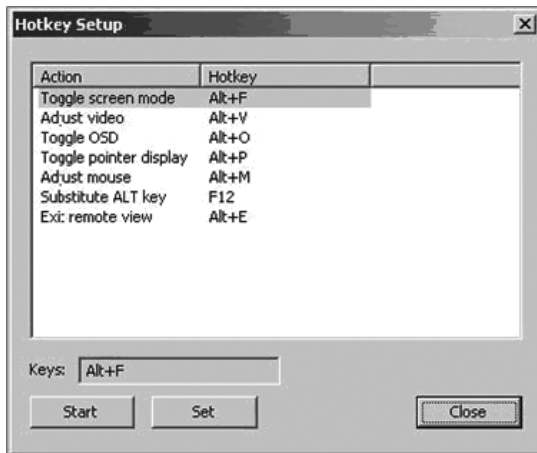 Hotkey Setup
Action Hotkey
Toggle screen mode Alt+F
Adjust video Alt+V
Toggle OSD Alt+O
Toggle pointer display Alt+P
Adjust mouse Alt+M
Substitute ALT key F12
Exit remote view Alt+E
Keys: Alt+F
Start Set Close